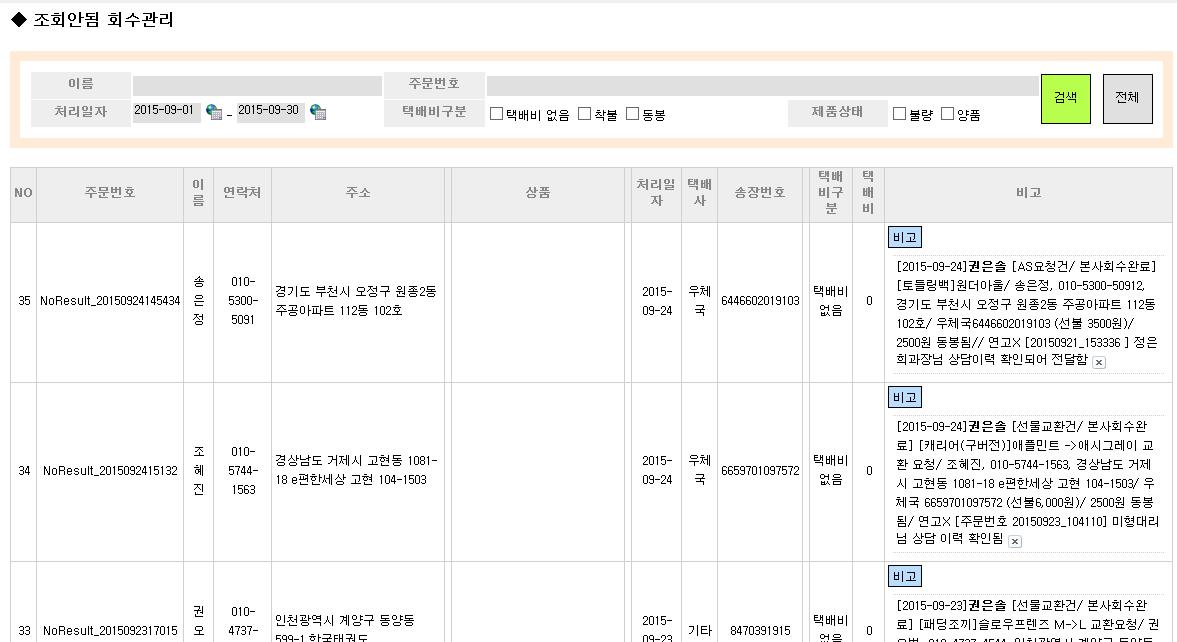 ◆ 조회안됨 회수관리
이름 주문번호 검색 전체
처리일자 2015-09-01 - 2015-09-30 택배비구분 택배비 없음 착불 동봉 제품상태 불량 양품
NO 주문번호 이름 연락처 주소 상품 처리일자 택배사 송장번호 택배비구분 택배비 비고
35 NoResult_20150924145434
송은정
010-
5300-
5091
경기도 부천시 오정구 원종2동
주공아파트 112동 102호
2015-
09-24
우체국
6446602019103
택배비
없음
0
비고
[2015-09-24]권은솔 [AS요청건/ 본사회수완료]
[토들링백]원더아울/ 송은정, 010-5300-50912,
경기도 부천시 오정구 원종2동 주공아파트 112동
102호/ 우체국6446602019103 (선불 3500원)/
2500원 동봉됨// 연고X [20150921_153336 ] 정은
희과장님 상담이력 확인되어 전달함
34 NoResult_2015092415132
조혜진
010-
5744-
1563
경상남도 거제시 고현동 1081-
18 e편한세상 고현 104-1503
2015-
09-24
우체국
6659701097572
택배비
없음
0
비고
[2015-09-24]권은솔 [선물교환건/ 본사회수완
료] [캐리어(구버전)]애플민트 ->애시그레이 교
환 요청/ 조혜진, 010-5744-1563, 경상남도 거제
시 고현동 1081-18 e편한세상 고현 104-1503/ 우
체국 6659701097572 (선불6,000원)/ 2500원 동봉
됨/ 연고X [주문번호 20150923_104110] 미형대리
님 상담 이력 확인됨
33 NoResult_2015092317015
권오
010-
4737-
인천광역시 계양구 동양동
599-1 한국태권도
2015-
09-23
기타
8470391915
택배비
없음
0
비고
[2015-09-23]권은솔 [선물교환건/ 본사회수완
료] [패딩조끼]슬로우프렌즈 M->L 교환요청/ 권